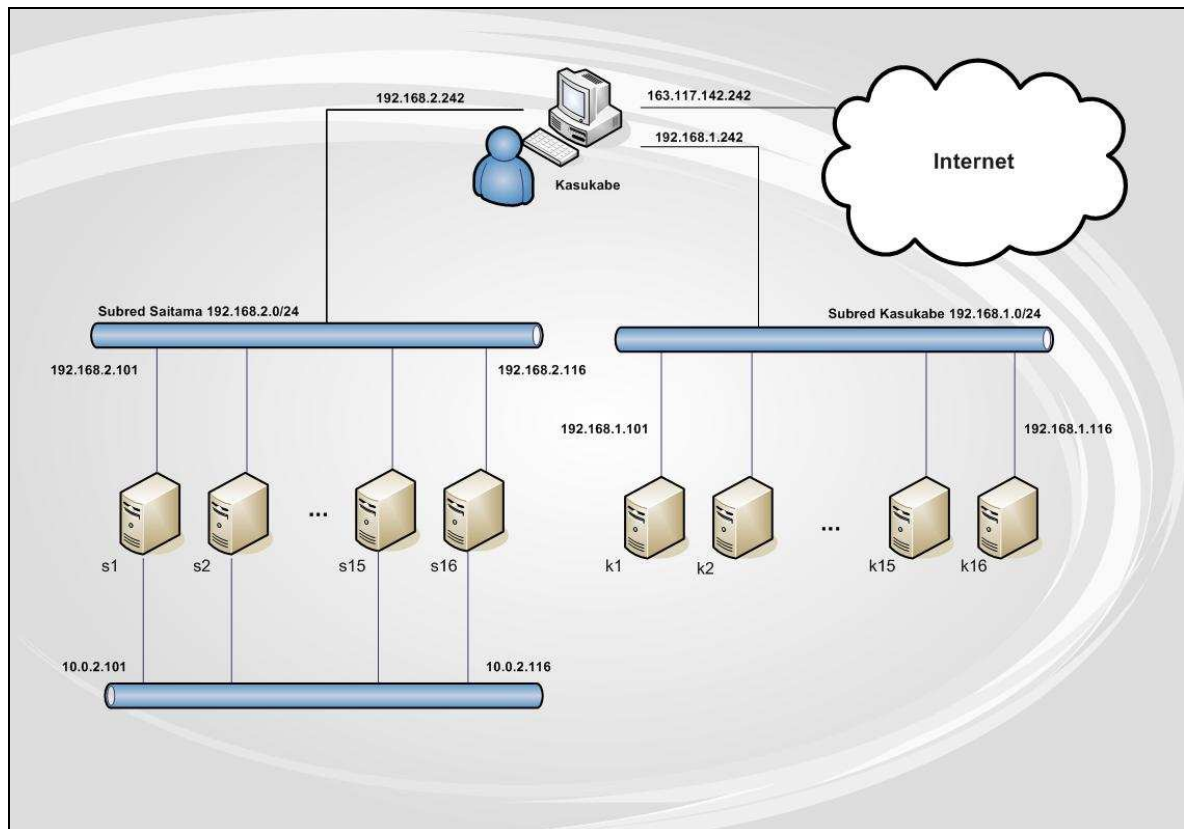 192.168.2.242
163.117.142.242
192.168.1.242
Internet
Kasukabe
Subred Saitama 192.168.2.0/24
Subred Kasukabe 192.168.1.0/24
192.168.2.101
192.168.2.116
192.168.1.101
192.168.1.116
...
...
s1
s2
s15
s16
k1
k2
k15
k16
10.0.2.101
10.0.2.116